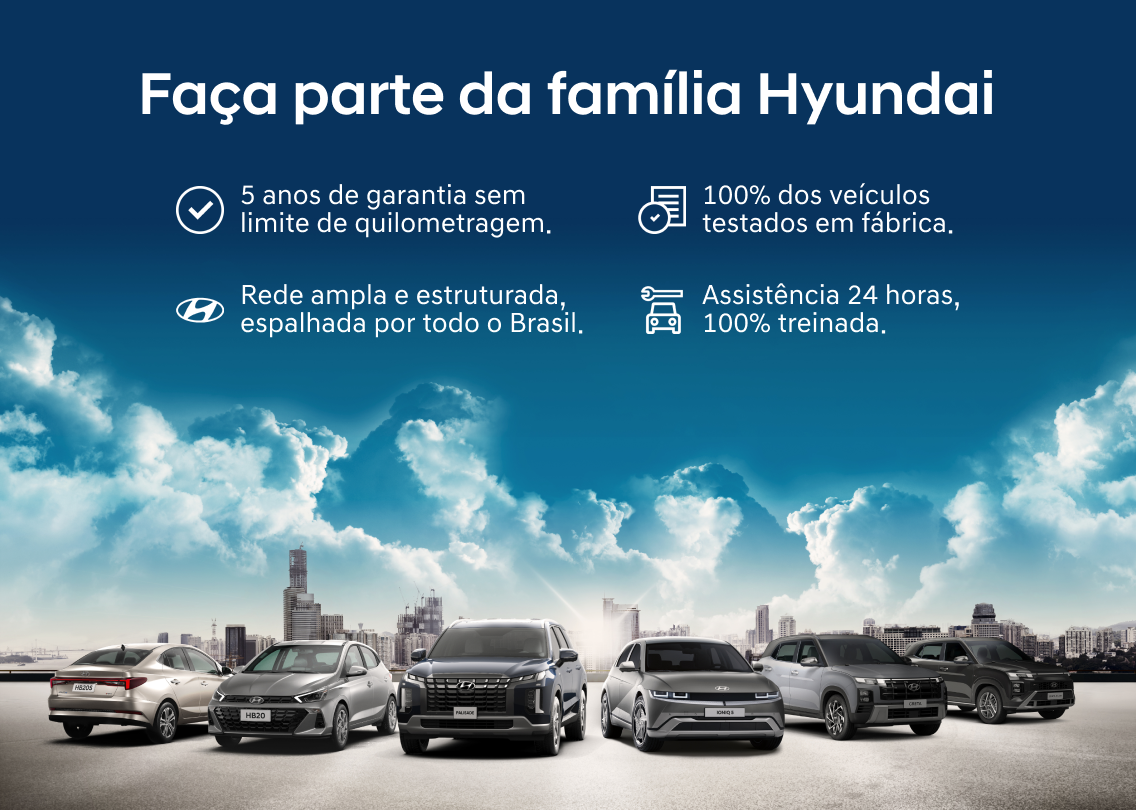 Faça parte da família Hyundai
5 anos de garantia sem
limite de quilometragem.
100% dos veículos
testados em fábrica.
Rede ampla e estruturada,
espalhada por todo o Brasil.
Assistência 24 horas,
100% treinada.
HB20S
HB20
PALISADE
IONIQ 5
CRETA